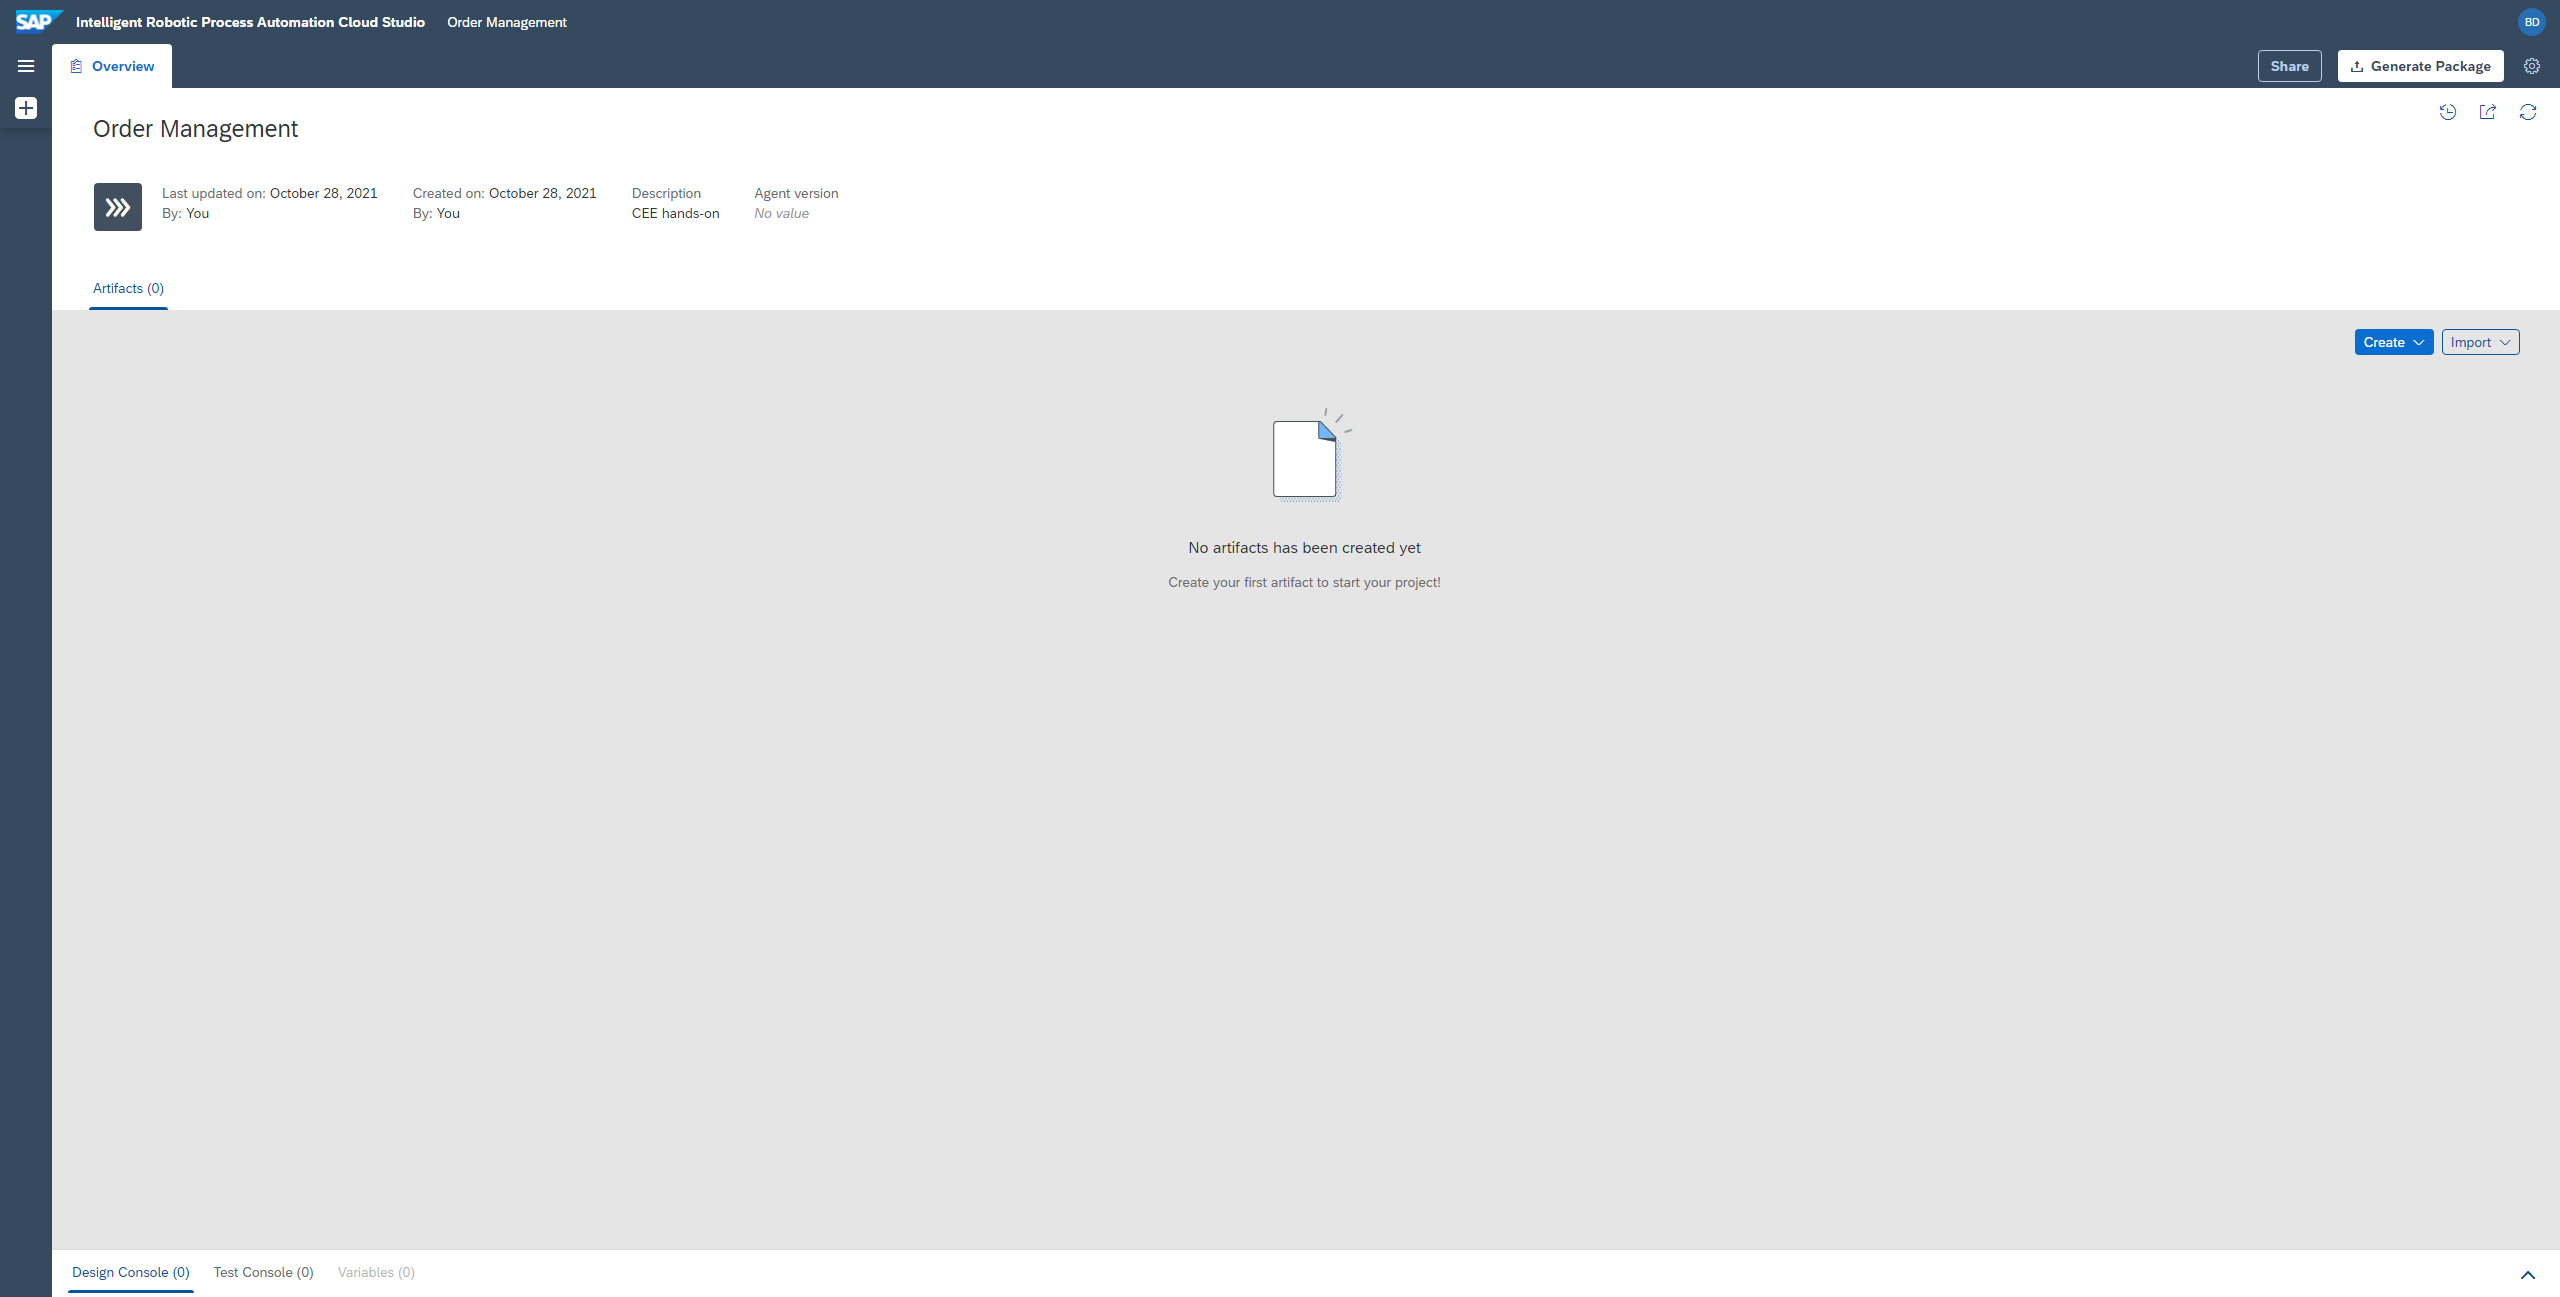 SAP Intelligent Robotic Process Automation Cloud Studio Order Management BD
Overview Share Generate Package
Order Management
Last updated on: October 28, 2021 Created on: October 28, 2021 Description Agent version
By: You By: You CEE hands-on No value
Artifacts (0)
Create Import
No artifacts has been created yet
Create your first artifact to start your project!
Design Console (0) Test Console (0) Variables (0)